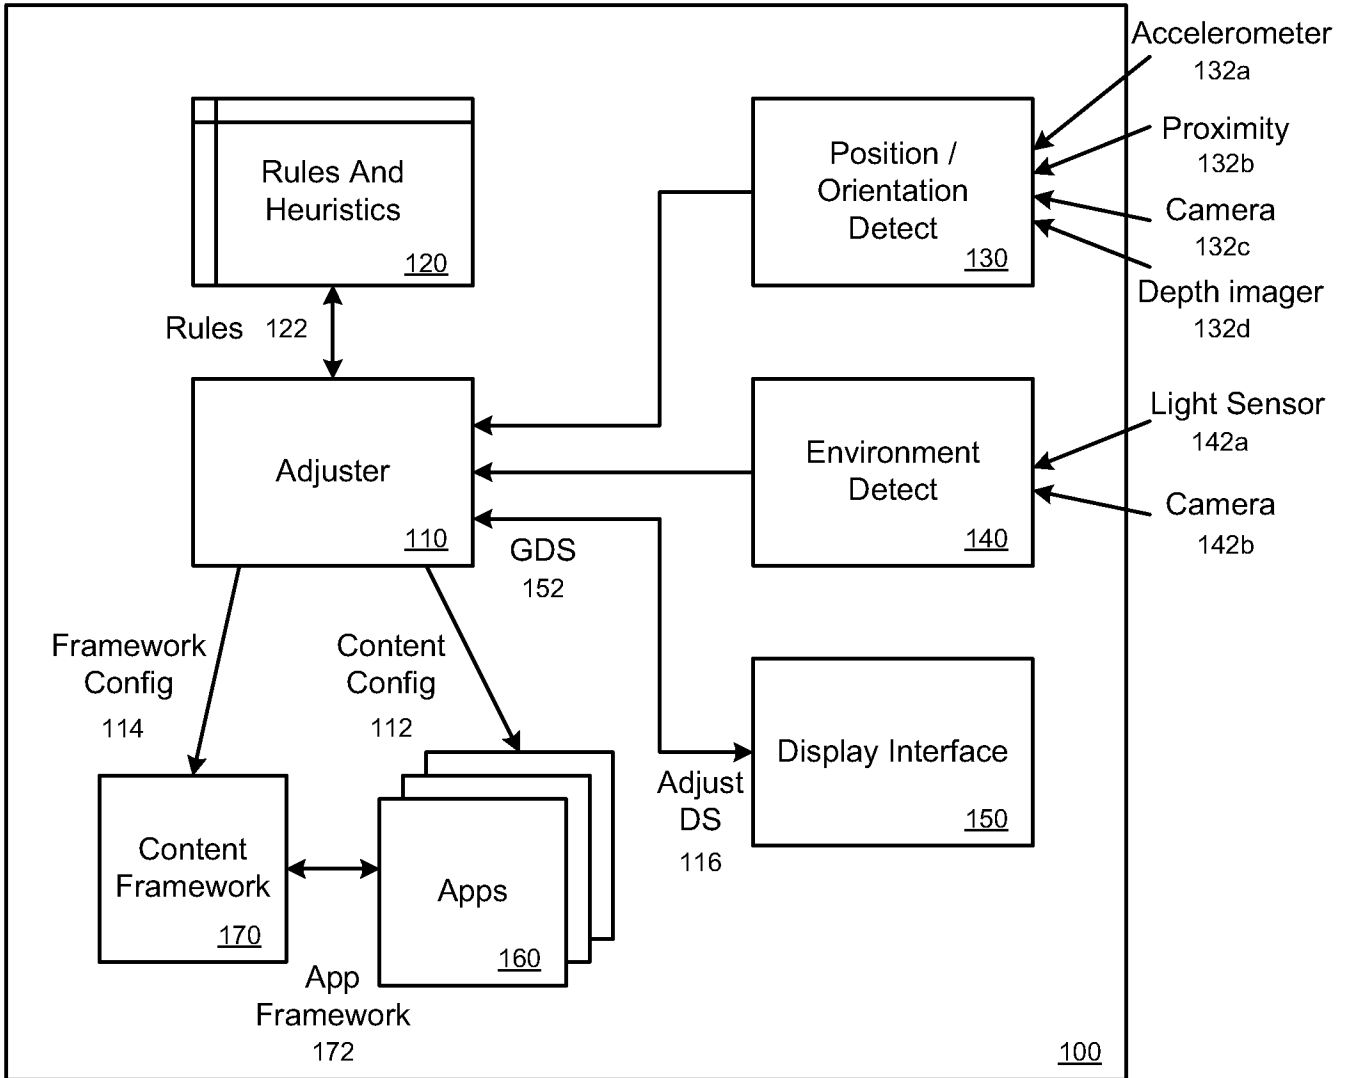 Accelerometer
132a
Proximity
132b
Camera
132c
Depth imager
132d
Rules And
Heuristics
120
Position /
Orientation
Detect
130
Rules 122
Light Sensor
142a
Camera
142b
Adjuster
110
Environment
Detect
140
GDS
152
Framework
Config
114
Content
Config
112
Adjust
DS
116
Display Interface
150
Content
Framework
170
Apps
160
App
Framework
172
100